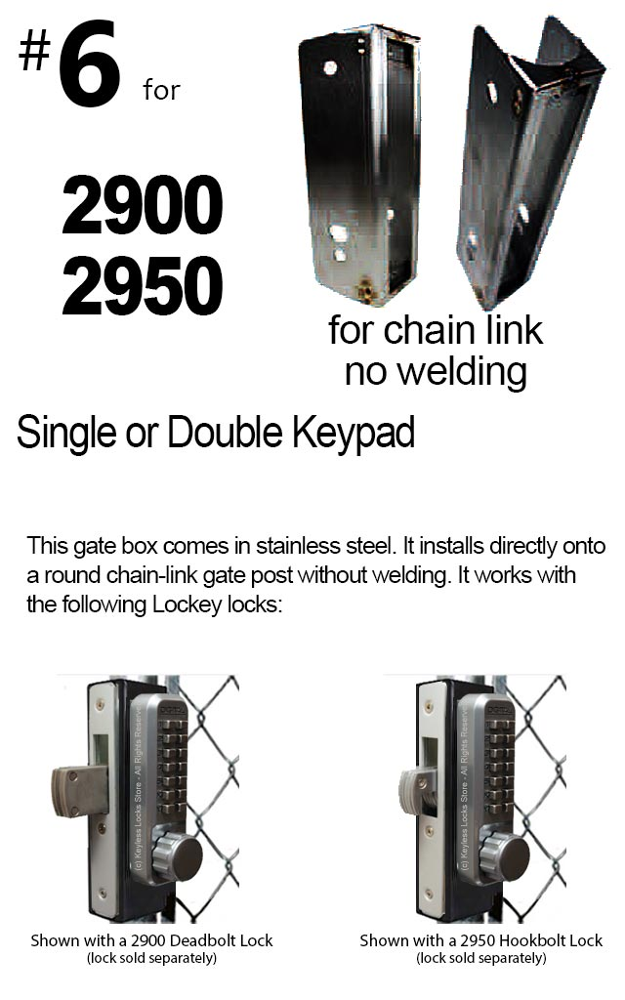 #6 for
2900
2950
for chain link
no welding
Single or Double Keypad
This gate box comes in stainless steel. It installs directly onto
a round chain-link gate post without welding. It works with
the following Lockey locks:
(c) Keyless Locks Store - All Rights Reserv
(c) Keyless Locks Store - All Rights Reserv
Shown with a 2900 Deadbolt Lock
(lock sold separately)
Shown with a 2950 Hookbolt Lock
(lock sold separately)